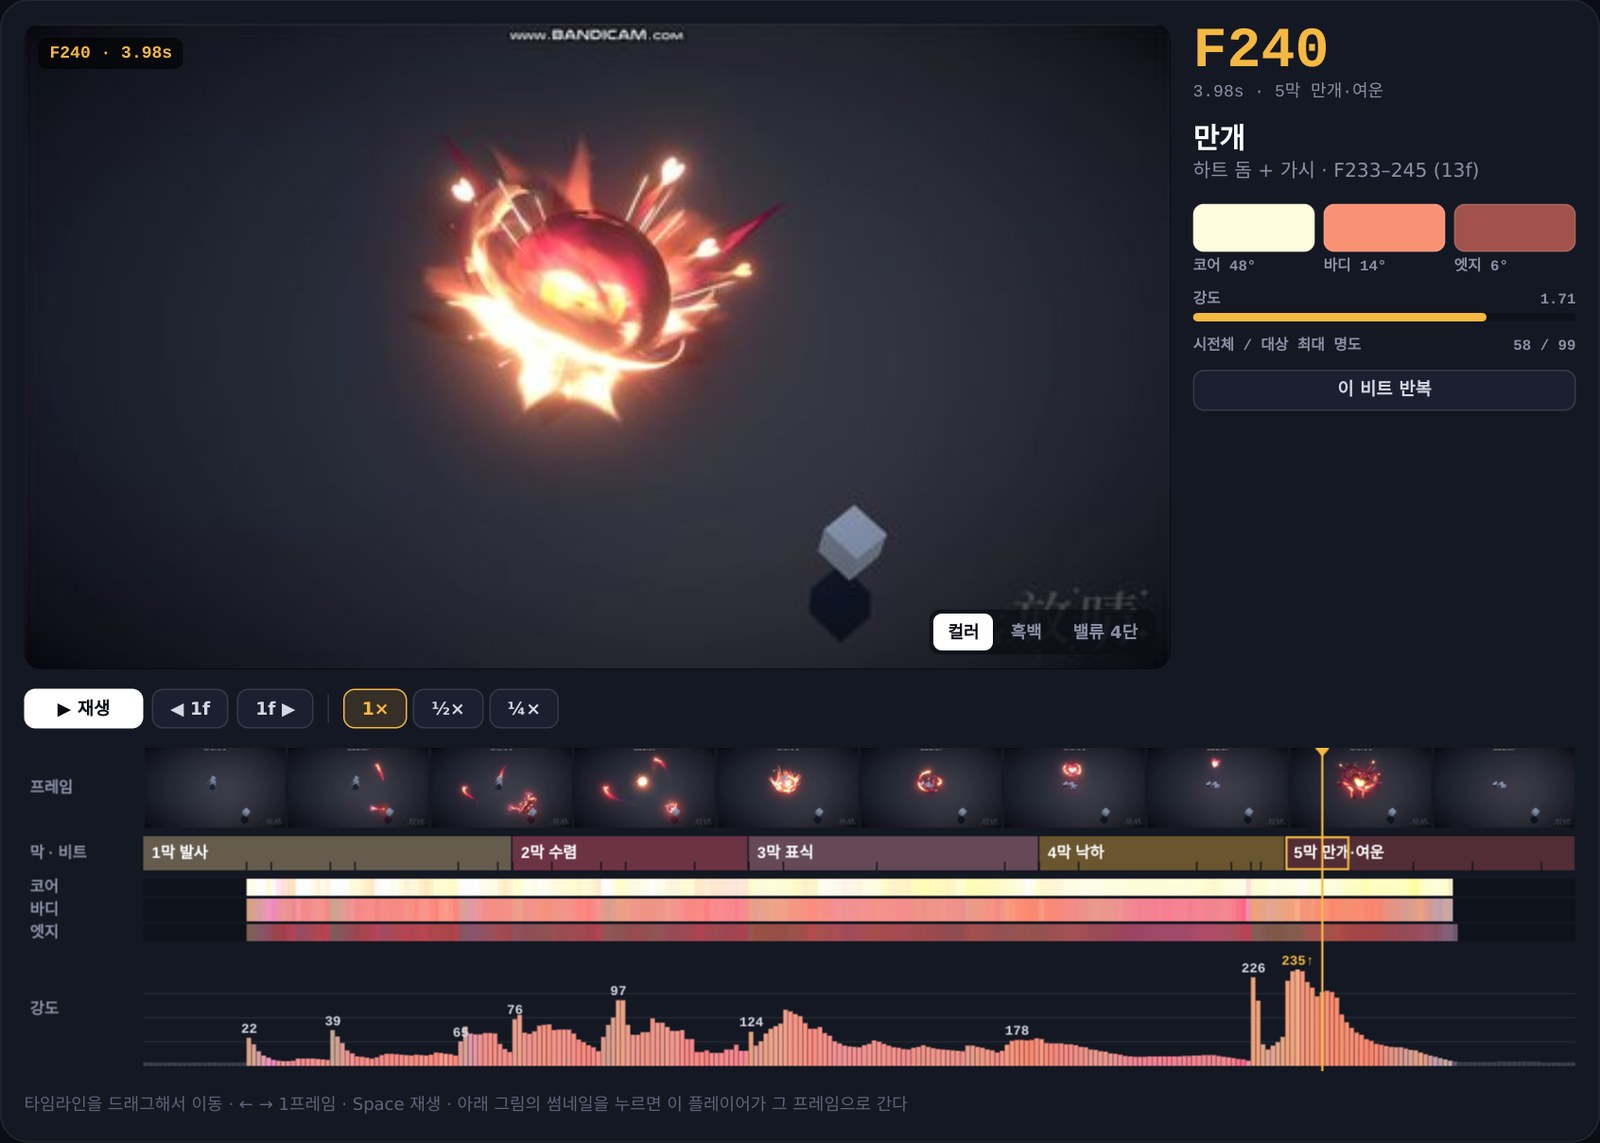 www.BANDICAM.com
F240 · 3.98s
F240
3.98s · 5막 만개·여운
만개
하트 돔 + 가시 · F233–245 (13f)
코어 48°
바디 14°
엣지 6°
강도
1.71
시전체 / 대상 최대 명도
58 / 99
이 비트 반복
컬러
흑백
밸류 4단
▶ 재생
◀ 1f
1f ▶
1×
½×
¼×
프레임
막 · 비트
1막 발사
2막 수렴
3막 표식
4막 낙하
5막 만개·여운
코어
바디
엣지
강도
22
39
65
76
97
124
178
226
235↑
타임라인을 드래그해서 이동 · ← → 1프레임 · Space 재생 · 아래 그림의 썸네일을 누르면 이 플레이어가 그 프레임으로 간다